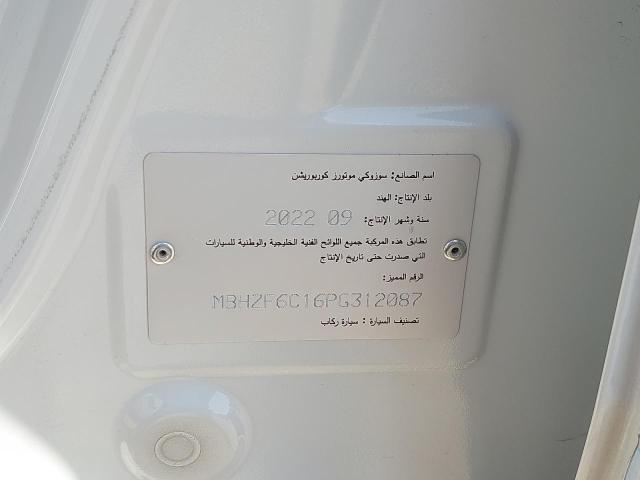 اسم الصانع: سوزوكي موتورز كوربوريشن
بلد الإنتاج: الهند
سنة وشهر الإنتاج: 2022 09
تطابق هذه المركبة جميع اللوائح الفنية الخليجية والوطنية للسيارات
التي صدرت حتى تاريخ الإنتاج
الرقم المميز:
MBHZF6C16PG312087
تصنيف السيارة : سيارة ركاب